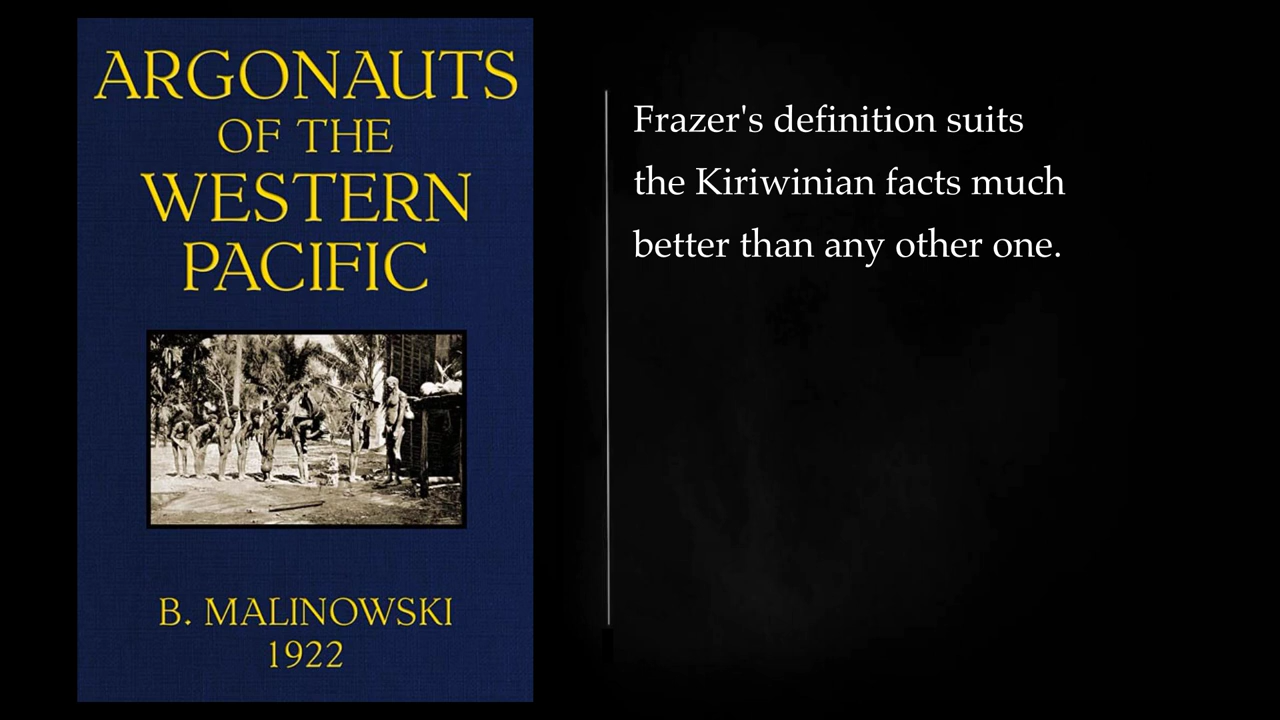 ARGONAUTS
OF THE
WESTERN
PACIFIC
B. MALINOWSKI
1922
Frazer's definition suits
the Kiriwinian facts much
better than any other one.